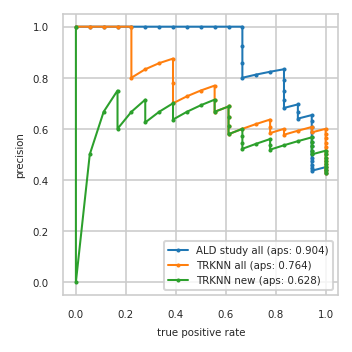 1.0
0.8
0.6
0.4
0.2
0.0
precision
0.0 0.2 0.4 0.6 0.8 1.0
true positive rate
ALD study all (aps: 0.904)
TRKNN all (aps: 0.764)
TRKNN new (aps: 0.628)